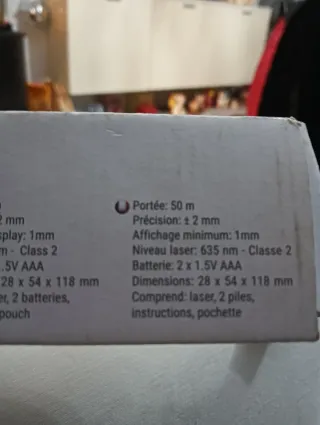 2 mm
splay: 1mm
m - Class 2
1.5V AAA
28 x 54 x 118 mm
er, 2 batteries,
pouch
Portée: 50 m
Précision: ± 2 mm
Affichage minimum: 1mm
Niveau laser: 635 nm - Classe 2
Batterie: 2 x 1.5V AAA
Dimensions: 28 x 54 x 118 mm
Comprend: laser, 2 piles,
instructions, pochette